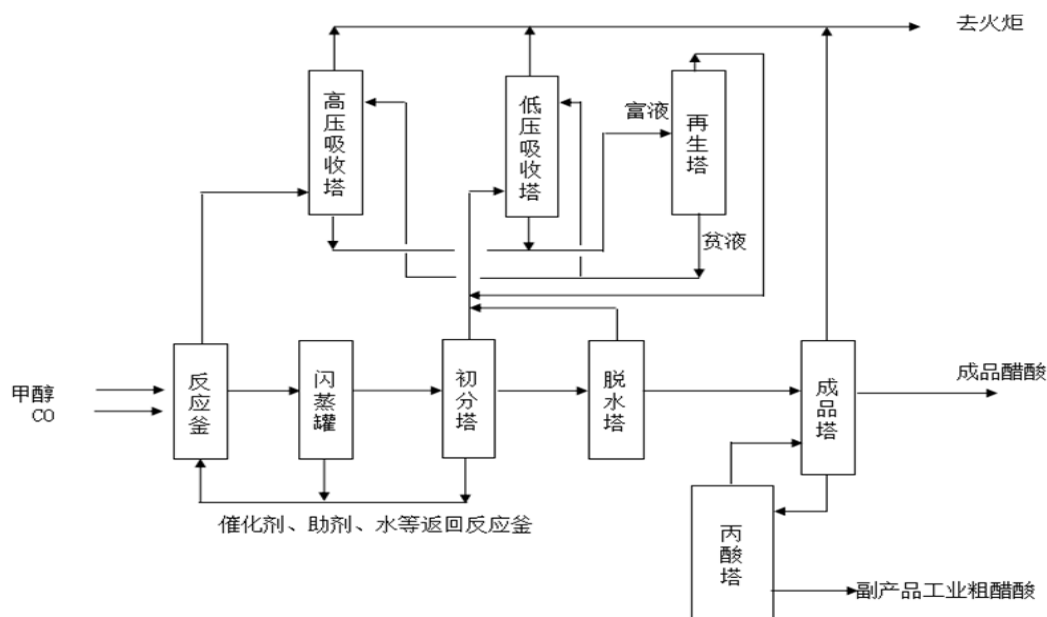 去火炬
高压吸收塔
低压吸收塔
富液
再生塔
贫液
甲醇
CO
反应釜
闪蒸罐
初分塔
脱水塔
成品塔
成品醋酸
催化剂、助剂、水等返回反应釜
丙酸塔
副产品工业粗醋酸